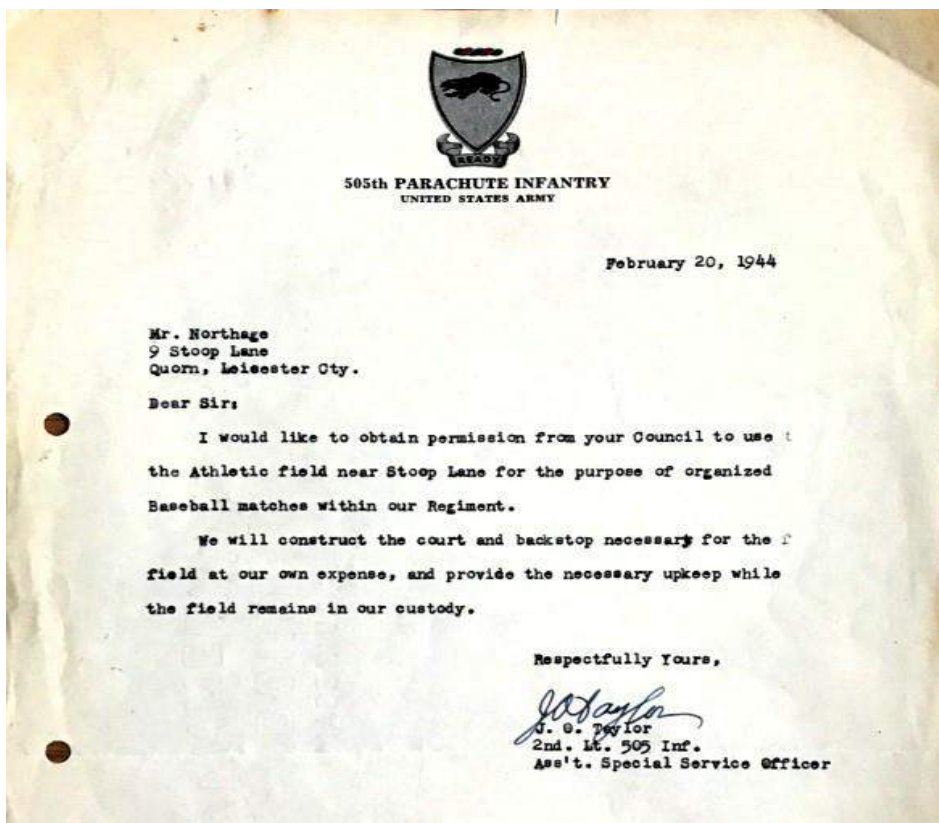 READY
505th PARACHUTE INFANTRY
UNITED STATES ARMY
February 20, 1944
Mr. Northage
9 Stoop Lane
Quorn, Leicester Cty.
Dear Sir:
I would like to obtain permission from your Council to use t
the Athletic field near Stoop Lane for the purpose of organized
Baseball matches within our Regiment.
We will construct the court and backstop necessary for the f
field at our own expense, and provide the necessary upkeep while
the field remains in our custody.
Respectfully Yours,
J O Taylor
J. O. Taylor
2nd. Lt. 505 Inf.
Ass't. Special Service Officer